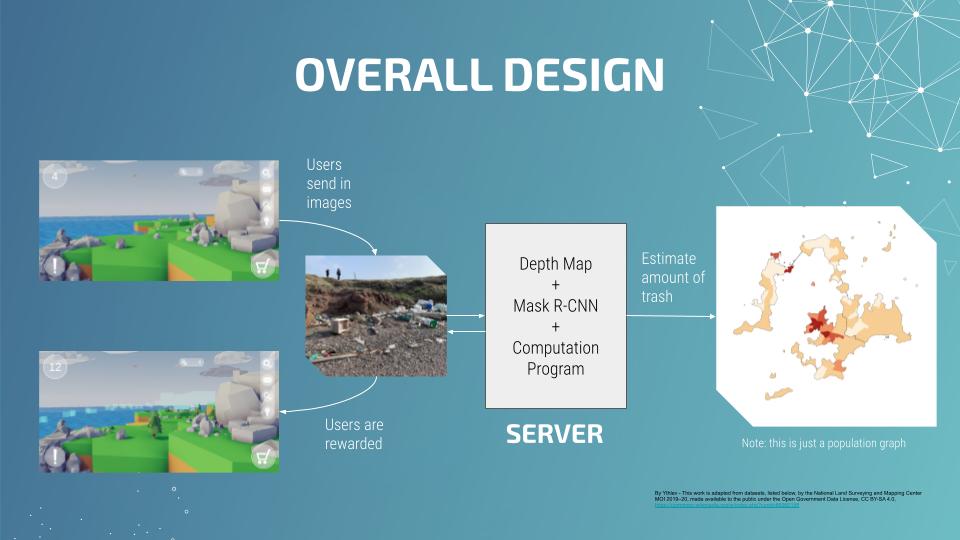 OVERALL DESIGN
4
Users
send in
images
Depth Map
+
Mask R-CNN
+
Computation
Program
Estimate
amount of
trash
12
Users are
rewarded
SERVER
Note: this is just a population graph
By Ythlev - This work is adapted from datasets, listed below, by the National Land Surveying and Mapping Center
MOI 2019–20, made available to the public under the Open Government Data License, CC BY-SA 4.0,